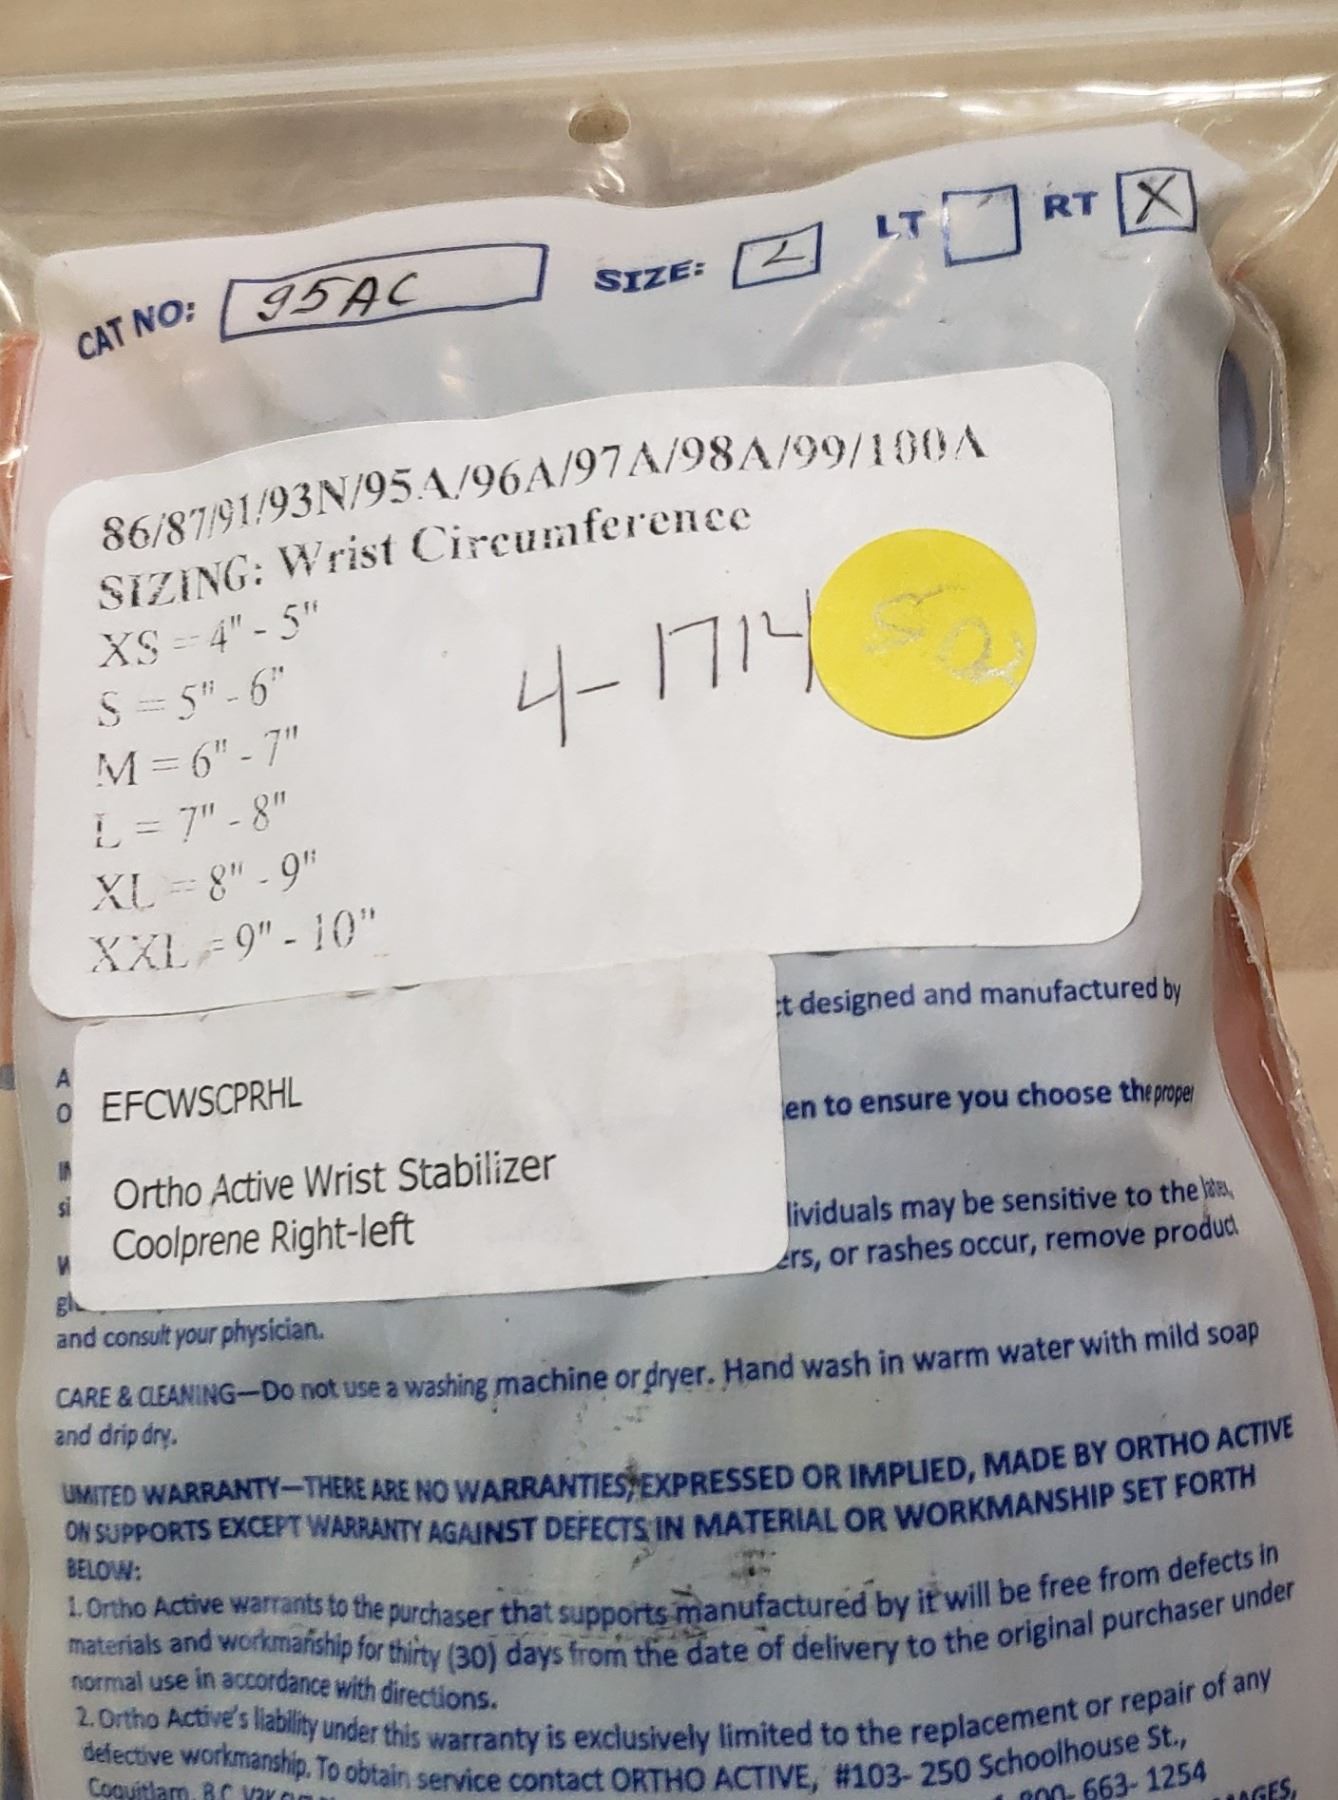 CAT NO: 95AC SIZE: L LT RT X
86/87/91/93N/95A/96A/97A/98A/99/100A
SIZING: Wrist Circumference
XS = 4" - 5"
S = 5" - 6"
M = 6" - 7"
L = 7" - 8"
XL = 8" - 9"
XXL = 9" - 10"
4-1714
SQ
designed and manufactured by
A
O
EFCWSCPRHL
to ensure you choose the proper
Ortho Active Wrist Stabilizer
Coolprene Right-left
may be sensitive to the latex,
or rashes occur, remove product
and consult your physician.
CARE & CLEANING—Do not use a washing machine or dryer. Hand wash in warm water with mild soap
and drip dry.
LIMITED WARRANTY—THERE ARE NO WARRANTIES, EXPRESSED OR IMPLIED, MADE BY ORTHO ACTIVE
ON SUPPORTS EXCEPT WARRANTY AGAINST DEFECTS IN MATERIAL OR WORKMANSHIP SET FORTH
BELOW:
1. Ortho Active warrants to the purchaser that supports manufactured by it will be free from defects in
materials and workmanship for thirty (30) days from the date of delivery to the original purchaser under
normal use in accordance with directions.
2. Ortho Active's liability under this warranty is exclusively limited to the replacement or repair of any
defective workmanship. To obtain service contact ORTHO ACTIVE, #103- 250 Schoolhouse St.,
Coquitlam, B.C. 800- 663- 1254